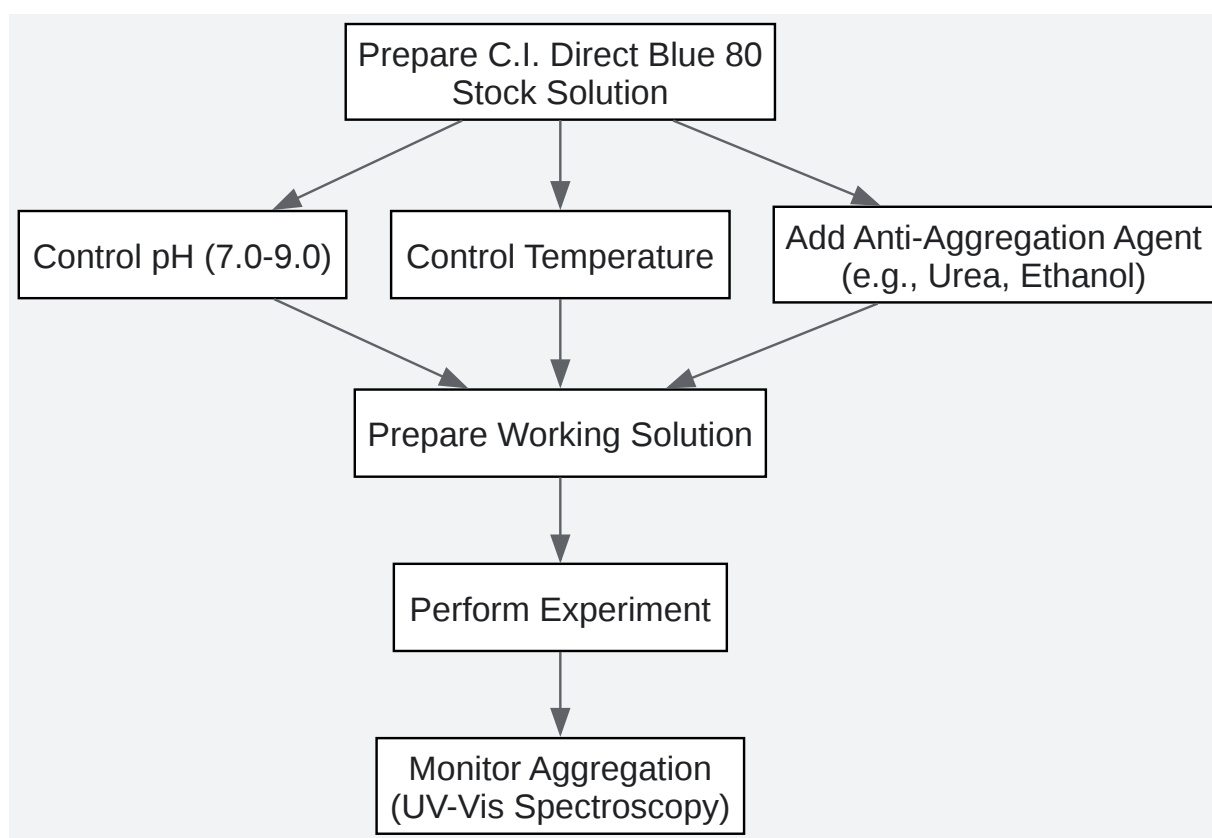 Prepare C.I. Direct Blue 80
Stock Solution
Control pH (7.0-9.0)
Control Temperature
Add Anti-Aggregation Agent
(e.g., Urea, Ethanol)
Prepare Working Solution
Perform Experiment
Monitor Aggregation
(UV-Vis Spectroscopy)